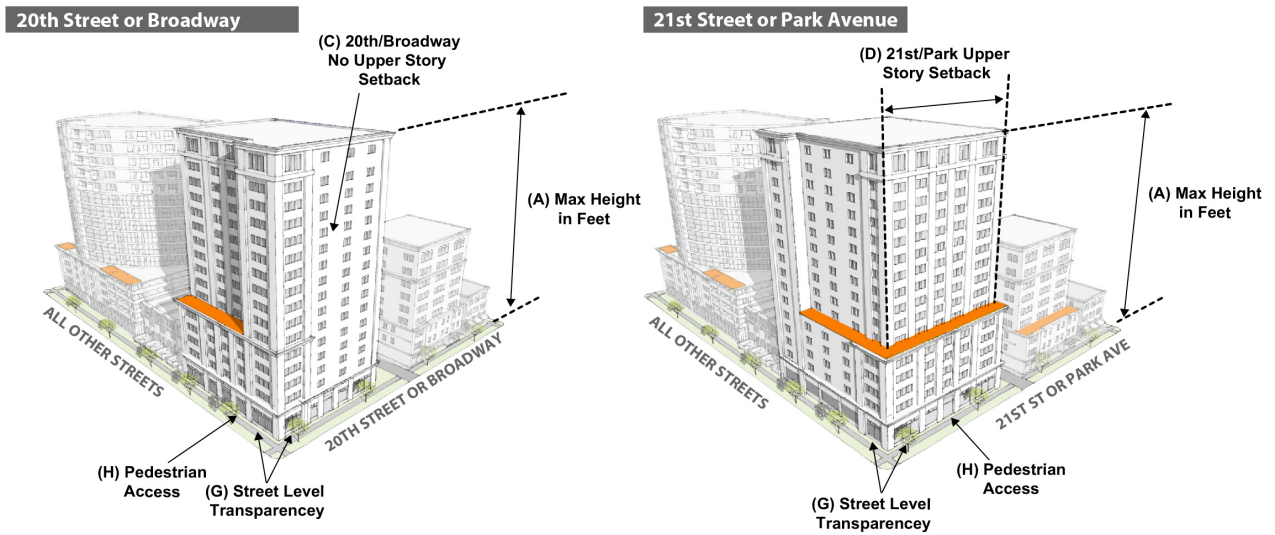 20th Street or Broadway
(C) 20th/Broadway
No Upper Story
Setback
(A) Max Height
in Feet
ALL OTHER STREETS
20TH STREET OR BROADWAY
(H) Pedestrian
Access
(G) Street Level
Transparencey
21st Street or Park Avenue
(D) 21st/Park Upper
Story Setback
(A) Max Height
in Feet
ALL OTHER STREETS
21ST ST OR PARK AVE
(H) Pedestrian
Access
(G) Street Level
Transparencey